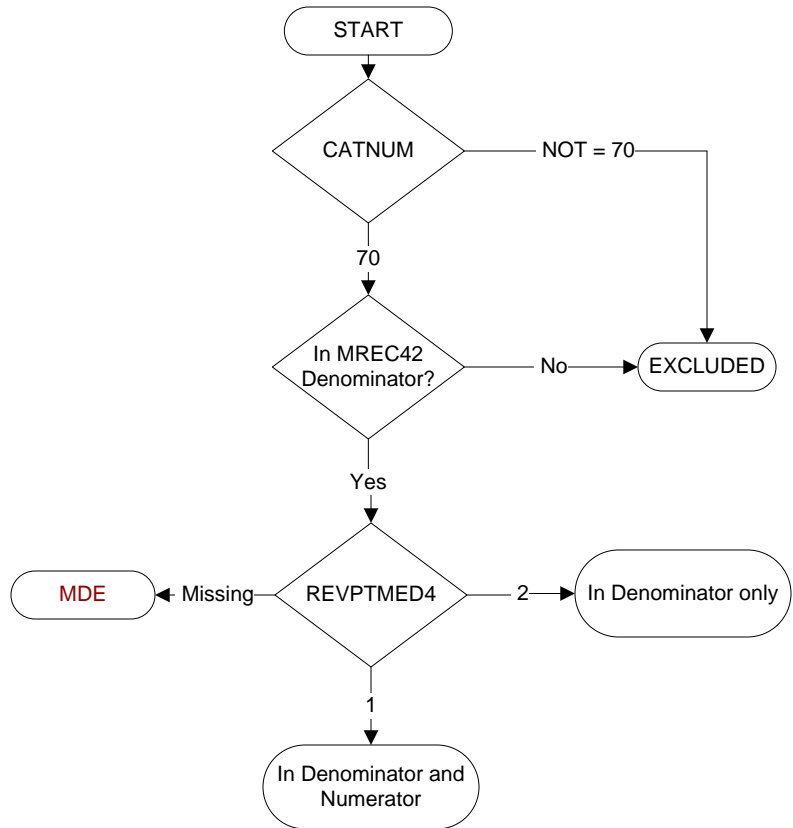 START
CATNUM
NOT = 70
70
In MREC42
Denominator?
No
EXCLUDED
Yes
MDE
Missing
REVPTMED4
2
In Denominator only
1
In Denominator and
Numerator